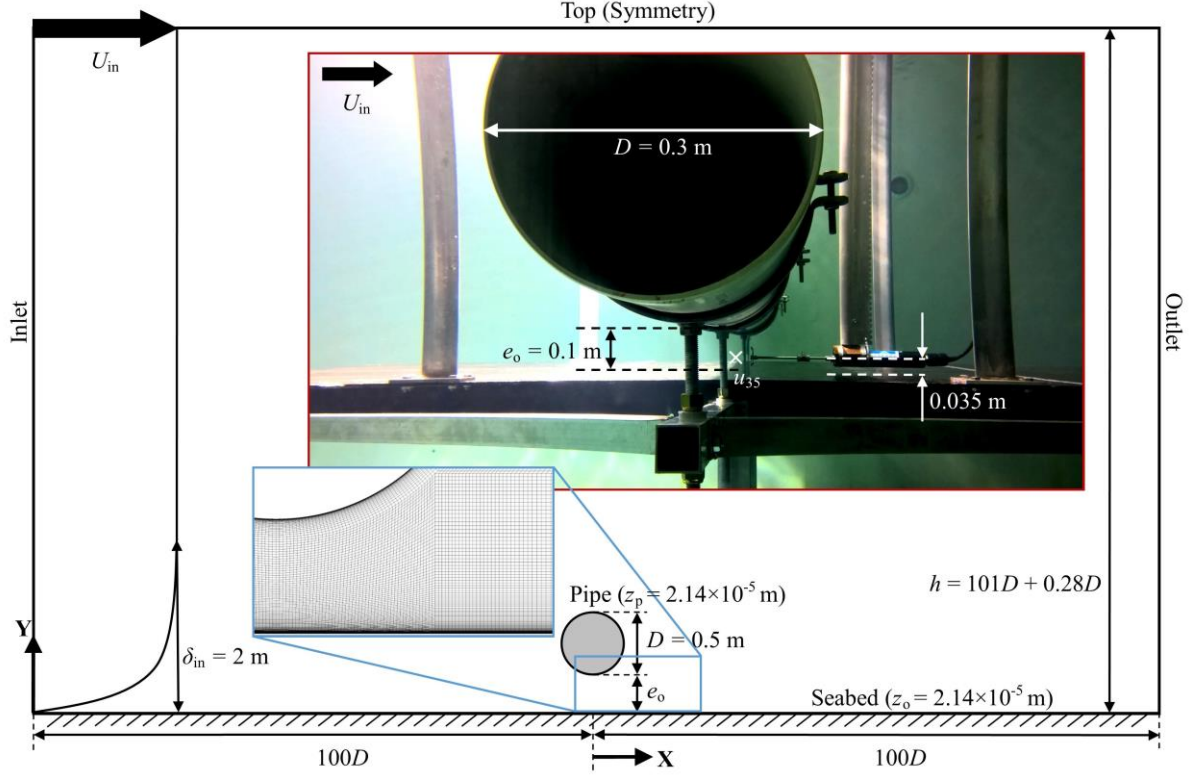 Top (Symmetry)
U_in
U_in
D = 0.3 m
e_o = 0.1 m
u_35
0.035 m
Inlet
Outlet
h = 101D + 0.28D
Pipe (z_p = 2.14×10^-5 m)
D = 0.5 m
Y
δ_in = 2 m
e_o
Seabed (z_o = 2.14×10^-5 m)
100D
X
100D